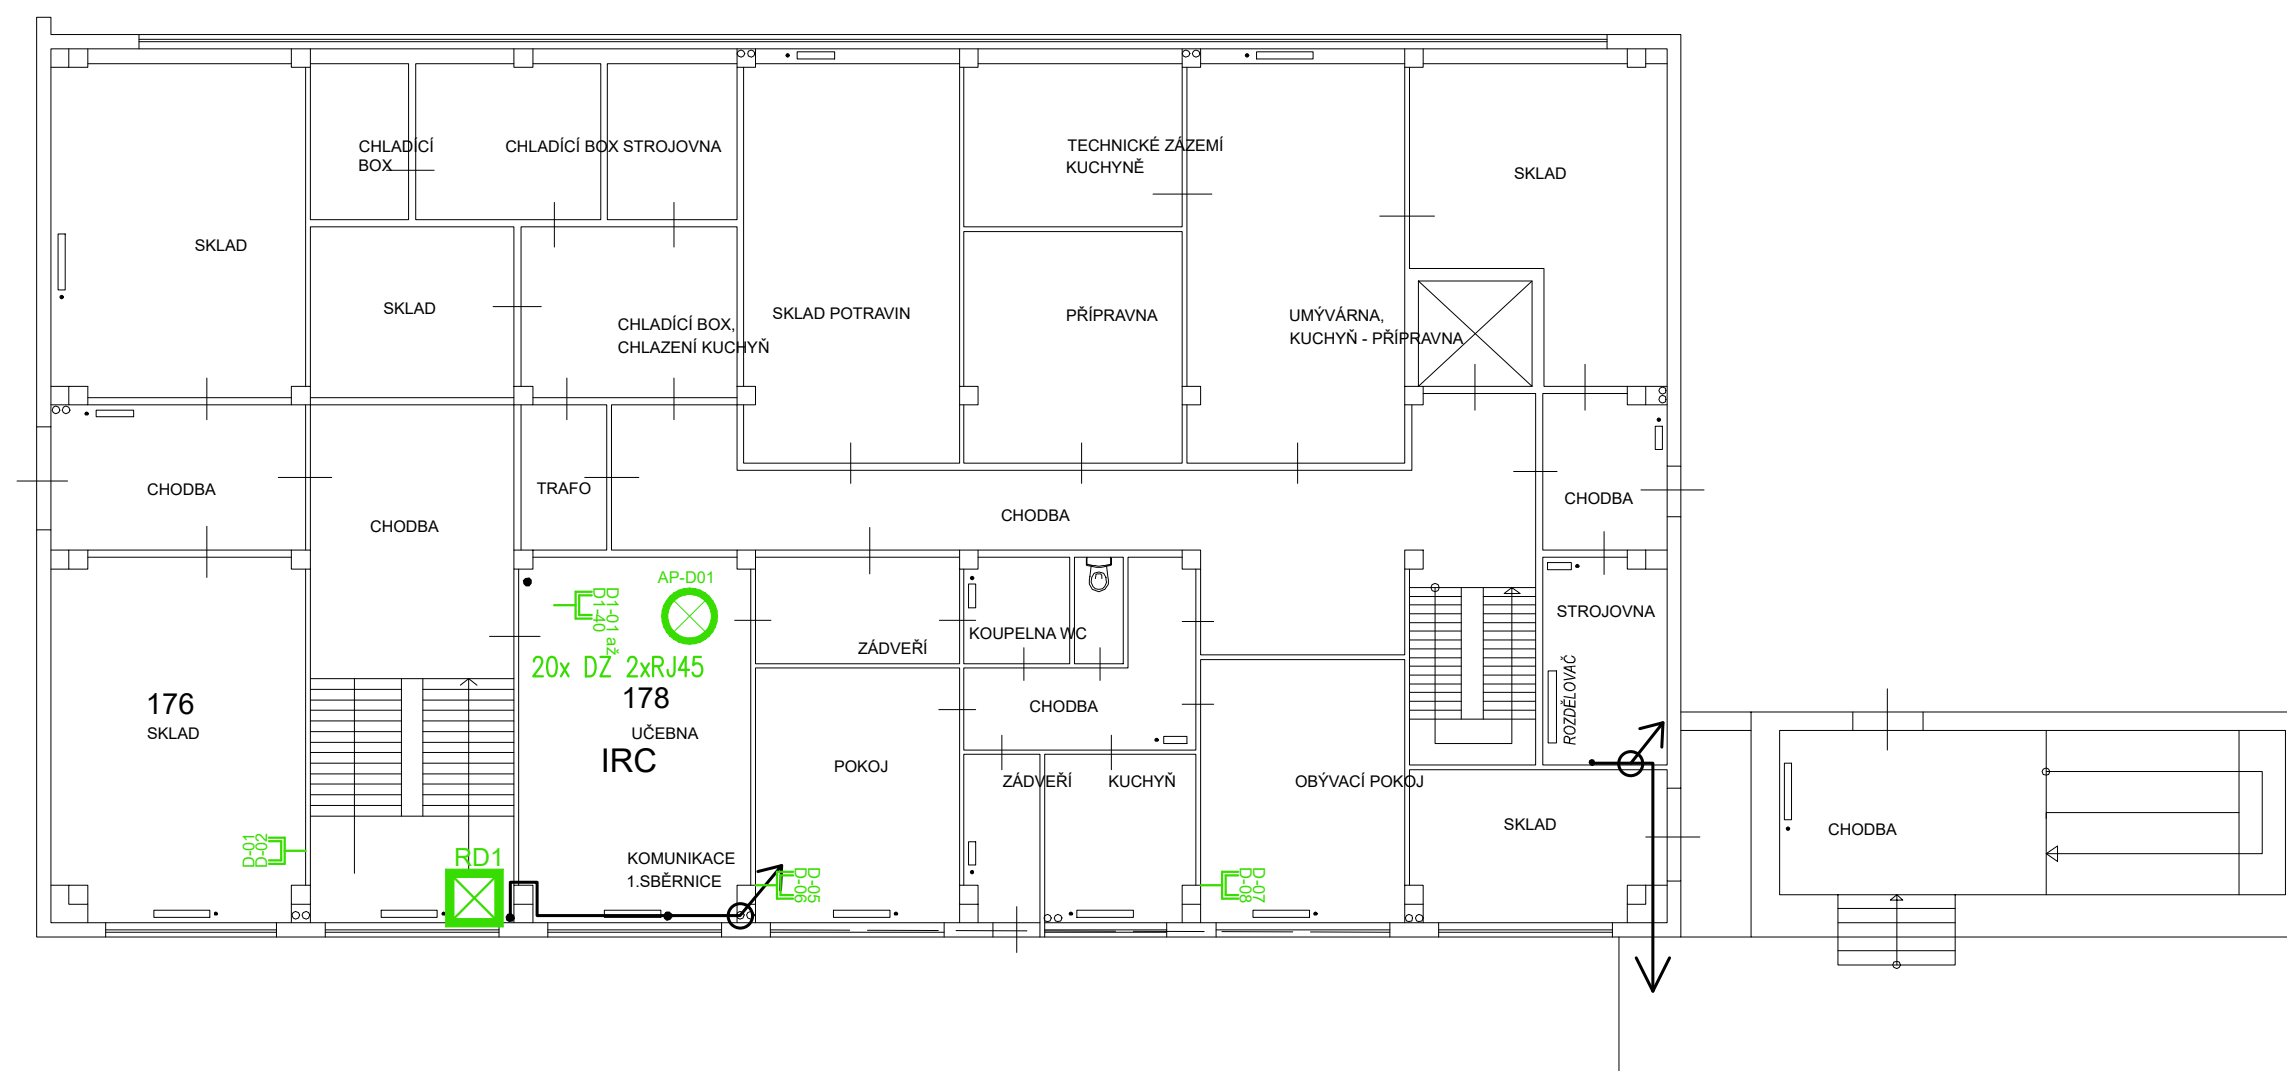 CHLADÍCÍ
BOX
CHLADÍCÍ BOX STROJOVNA
TECHNICKÉ ZÁZEMÍ
KUCHYNĚ
SKLAD
SKLAD
SKLAD
CHLADÍCÍ BOX,
CHLAZENÍ KUCHYŇ
SKLAD POTRAVIN
PŘÍPRAVNA
UMÝVÁRNA,
KUCHYŇ - PŘÍPRAVNA
CHODBA
CHODBA
TRAFO
CHODBA
CHODBA
AP-D01
D1-01 až
D1-40
20x DZ 2xRJ45
178
UČEBNA
IRC
ZÁDVEŘÍ
KOUPELNA WC
STROJOVNA
ROZDĚLOVAČ
176
SKLAD
CHODBA
POKOJ
ZÁDVEŘÍ
KUCHYŇ
OBÝVACÍ POKOJ
SKLAD
CHODBA
D-01
D-02
RD1
KOMUNIKACE
1.SBĚRNICE
D-05
D-06
D-07
D-08